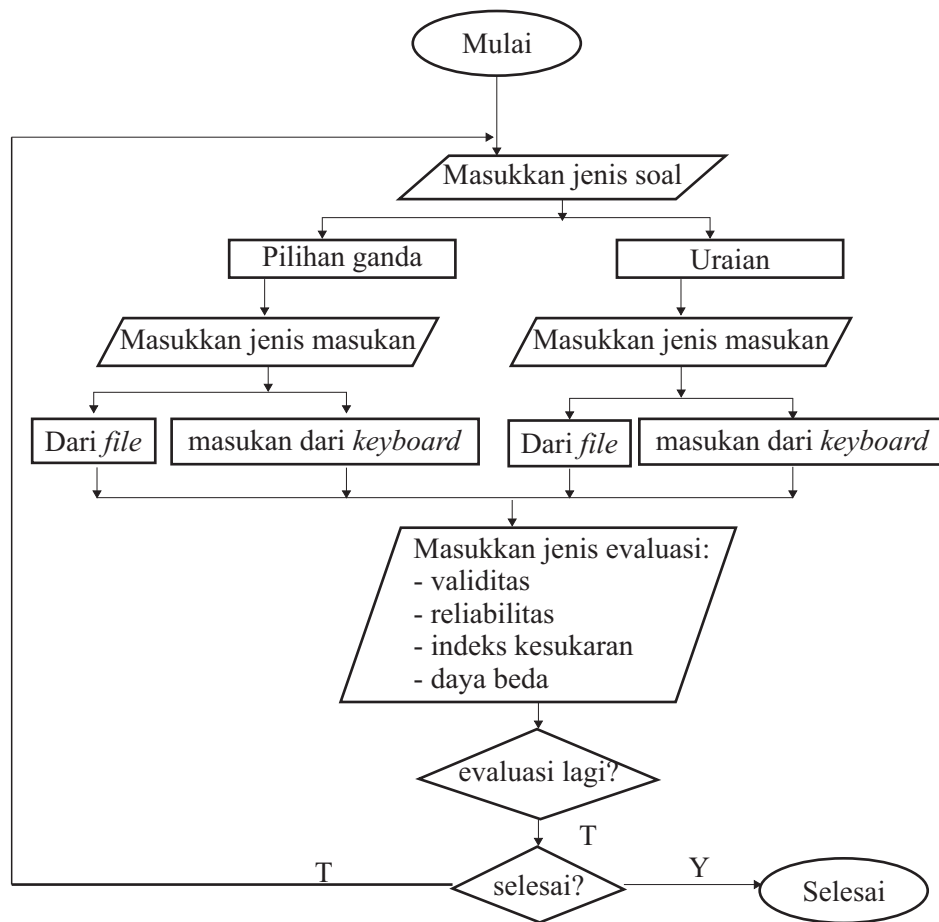 Mulai
Masukkan jenis soal
Pilihan ganda
Uraian
Masukkan jenis masukan
Masukkan jenis masukan
Dari file
masukan dari keyboard
Dari file
masukan dari keyboard
Masukkan jenis evaluasi:
- validitas
- reliabilitas
- indeks kesukaran
- daya beda
evaluasi lagi?
T
T
selesai?
Y
Selesai